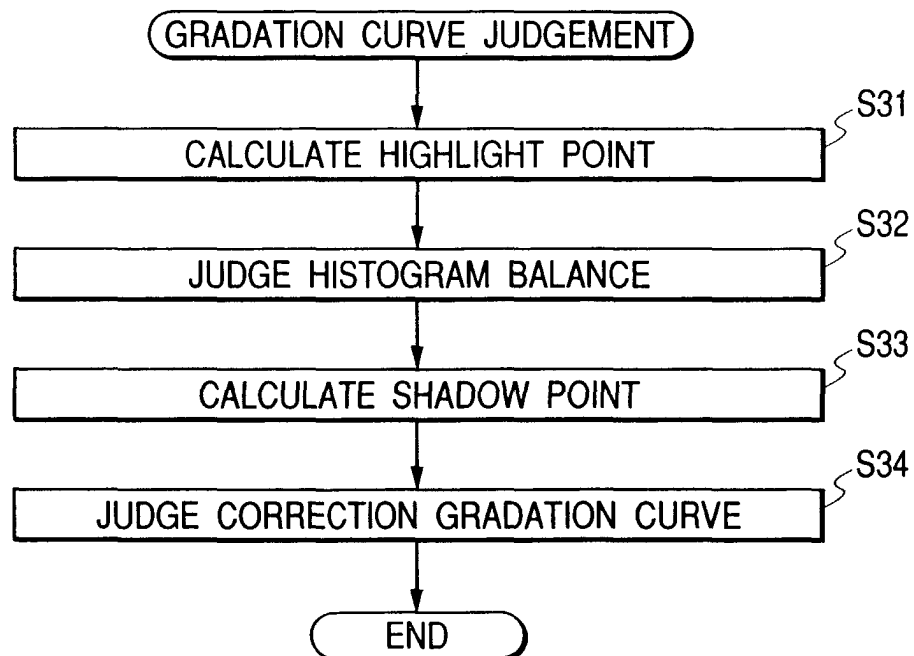 GRADATION CURVE JUDGEMENT
S31
CALCULATE HIGHLIGHT POINT
S32
JUDGE HISTOGRAM BALANCE
S33
CALCULATE SHADOW POINT
S34
JUDGE CORRECTION GRADATION CURVE
END